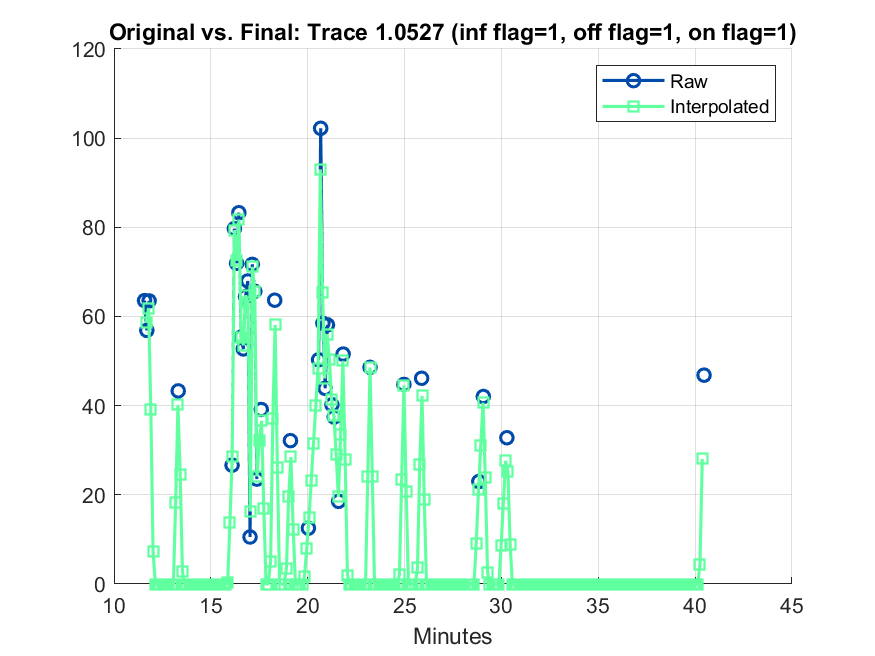 Original vs. Final: Trace 1.0527 (inf flag=1, off flag=1, on flag=1)
120
100
80
60
40
20
0
10 15 20 25 30 35 40 45
Minutes
Raw
Interpolated